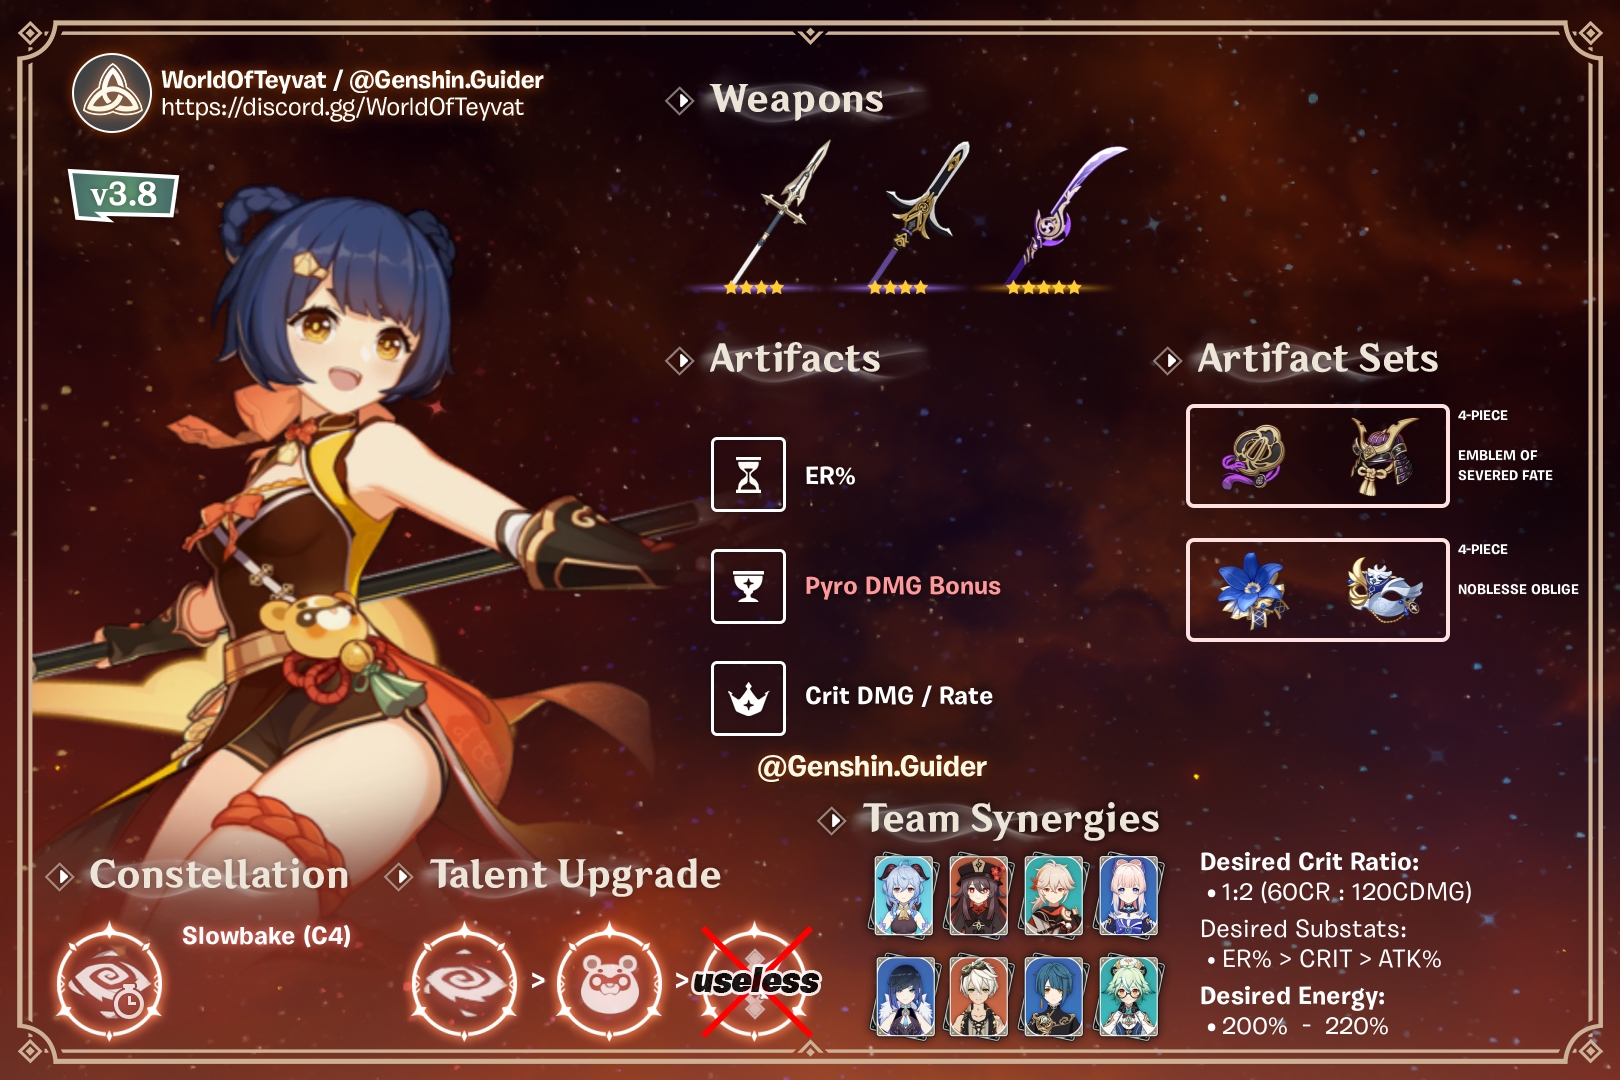 WorldOfTeyvat / @Genshin.Guider
https://discord.gg/WorldOfTeyvat
v3.8
Weapons
Artifacts
ER%
Pyro DMG Bonus
Crit DMG / Rate
@Genshin.Guider
Artifact Sets
4-PIECE
EMBLEM OF
SEVERED FATE
4-PIECE
NOBLESSE OBLIGE
Constellation
Slowbake (C4)
Talent Upgrade
> > useless
Team Synergies
Desired Crit Ratio:
• 1:2 (60CR : 120CDMG)
Desired Substats:
• ER% > CRIT > ATK%
Desired Energy:
• 200% - 220%